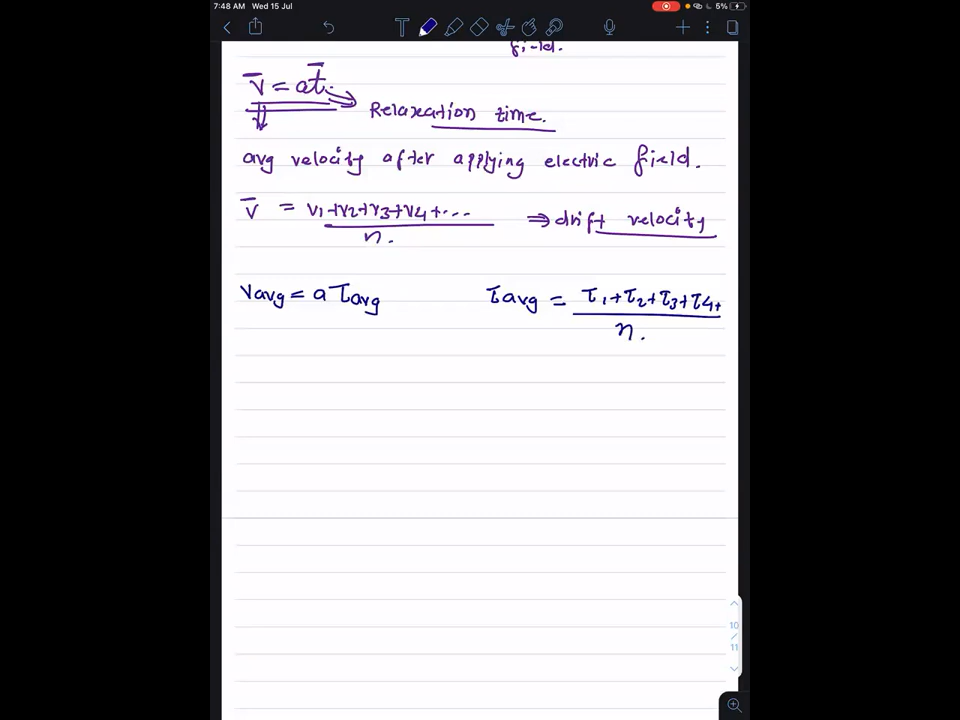 7:48 AM Wed 15 Jul
5%
field.
v̅ = at̅. ⇒ Relaxation time.
⇓
avg velocity after applying electric field.
v̅ = v₁+v₂+v₃+v₄+... / n. ⇒ drift velocity
Vavg = a τavg τavg = τ₁+τ₂+τ₃+τ₄+ / n.
10
/
11